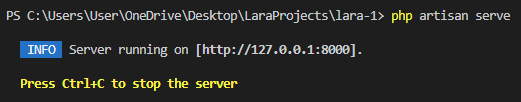 PS C:\Users\User\OneDrive\Desktop\LaraProjects\lara-1> php artisan serve
INFO Server running on [http://127.0.0.1:8000].
Press Ctrl+C to stop the server